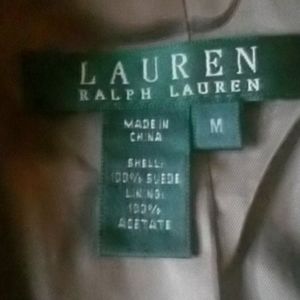 LAUREN
RALPH LAUREN
MADE IN
CHINA
M
SHELL:
100% SUEDE
LINING:
100%
ACETATE